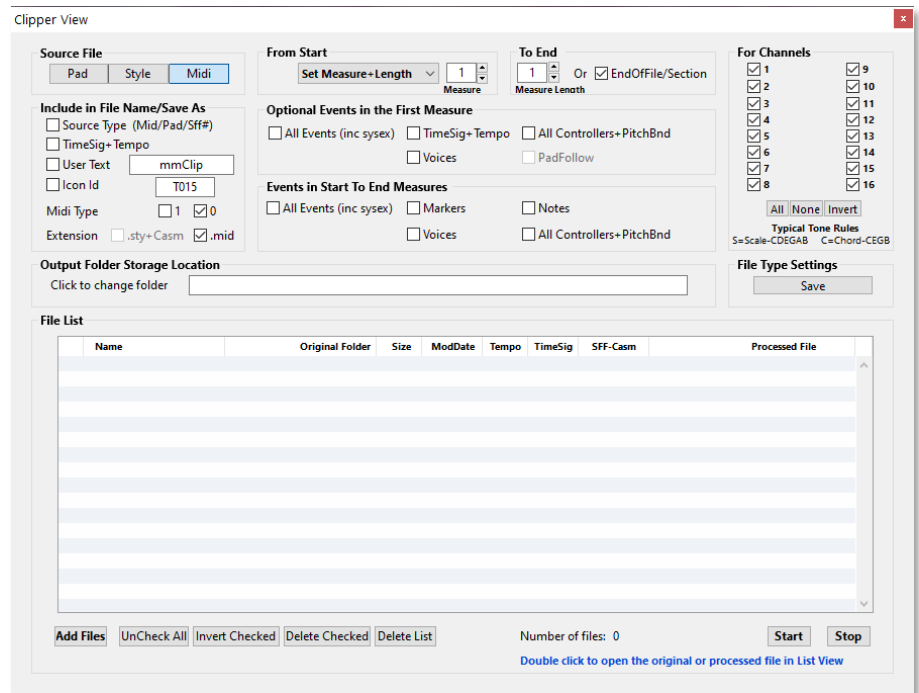 Clipper View
x
Source File
Pad Style Midi
From Start
Set Measure+Length 1
Measure
To End
1 Or EndOfFile/Section
Measure Length
For Channels
1 9
2 10
3 11
4 12
5 13
6 14
7 15
8 16
All None Invert
Typical Tone Rules
S=Scale-CDEGAB C=Chord-CEGB
Include in File Name/Save As
Source Type (Mid/Pad/Sff#)
TimeSig+Tempo
User Text mmClip
Icon Id T015
Midi Type 1 0
Extension .sty+Casm .mid
Optional Events in the First Measure
All Events (inc sysex) TimeSig+Tempo All Controllers+PitchBnd
Voices PadFollow
Events in Start To End Measures
All Events (inc sysex) Markers Notes
Voices All Controllers+PitchBnd
Output Folder Storage Location
Click to change folder
File Type Settings
Save
File List
Name Original Folder Size ModDate Tempo TimeSig SFF-Casm Processed File
Add Files UnCheck All Invert Checked Delete Checked Delete List Number of files: 0 Start Stop
Double click to open the original or processed file in List View